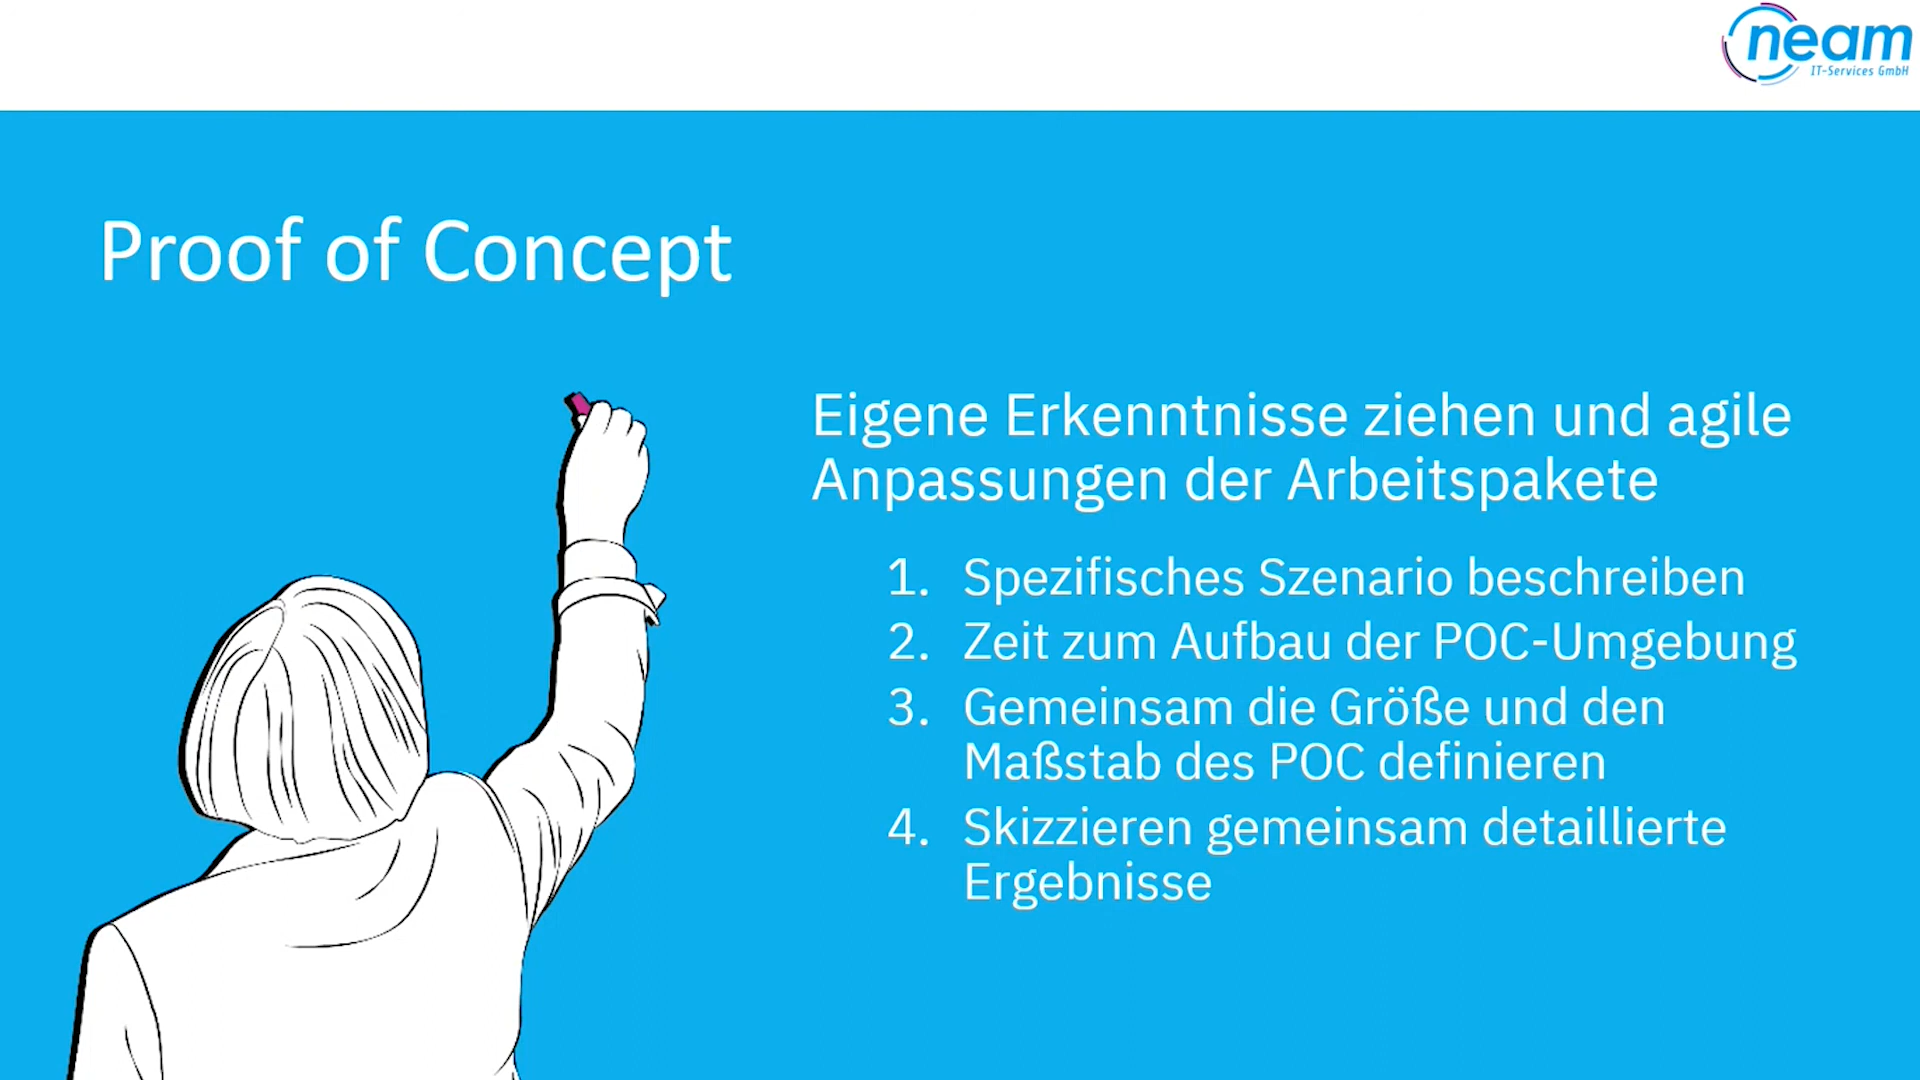 neam
IT-Services GmbH
Proof of Concept
Eigene Erkenntnisse ziehen und agile
Anpassungen der Arbeitspakete
1. Spezifisches Szenario beschreiben
2. Zeit zum Aufbau der POC-Umgebung
3. Gemeinsam die Größe und den
Maßstab des POC definieren
4. Skizzieren gemeinsam detaillierte
Ergebnisse